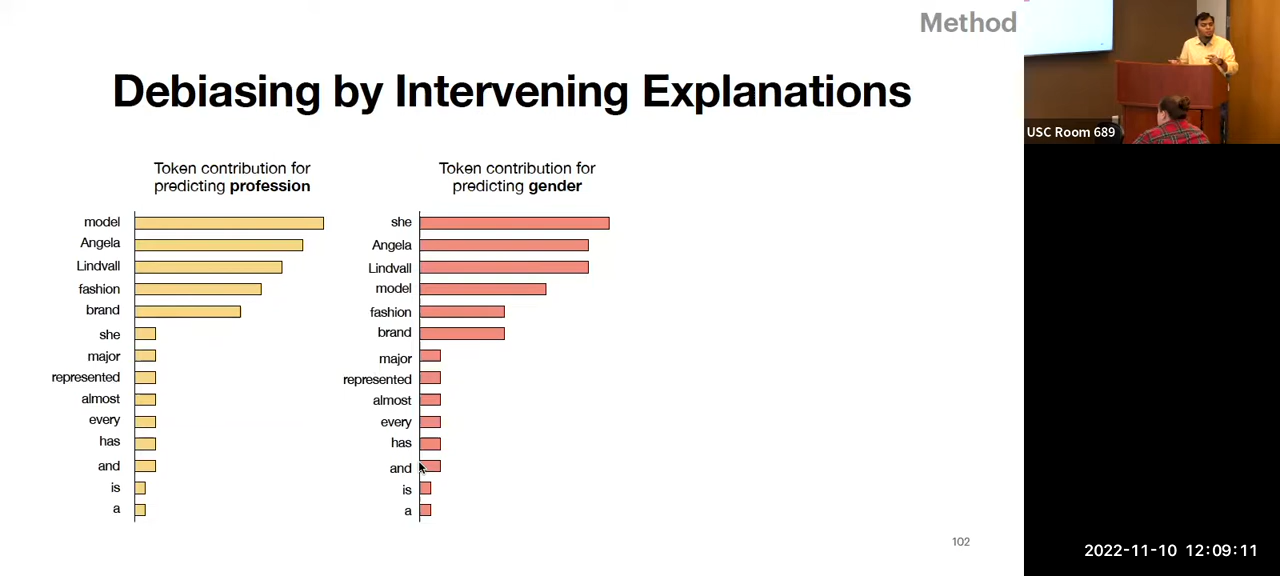 Method
Debiasing by Intervening Explanations
Token contribution for
predicting profession
model
Angela
Lindvall
fashion
brand
she
major
represented
almost
every
has
and
is
a
Token contribution for
predicting gender
she
Angela
Lindvall
model
fashion
brand
major
represented
almost
every
has
and
is
a
102
USC Room 689
2022-11-10 12:09:11